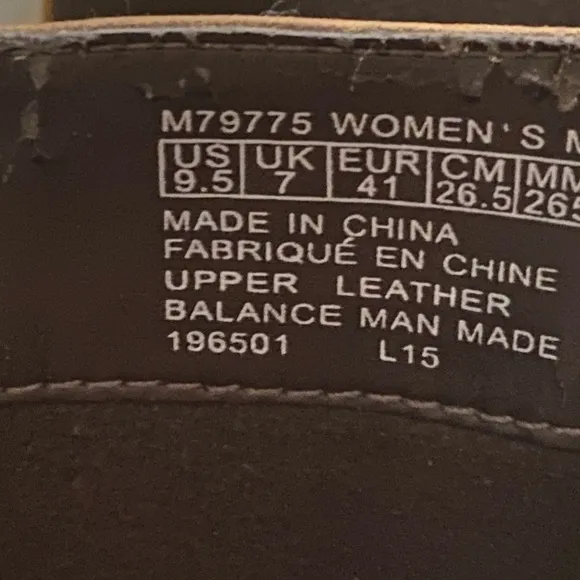 M79775 WOMEN'S M
US UK EUR CM MM
9.5 7 41 26.5 265
MADE IN CHINA
FABRIQUÉ EN CHINE
UPPER LEATHER
BALANCE MAN MADE
196501 L15